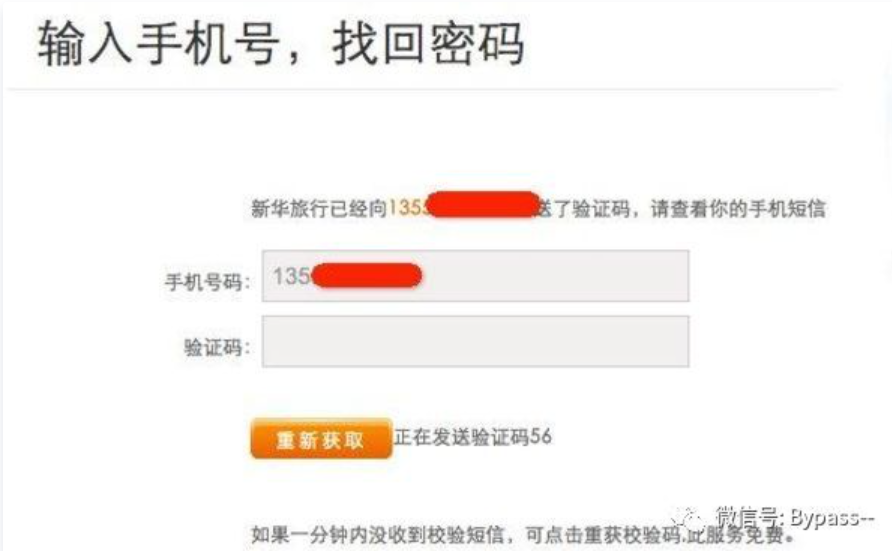 输入手机号，找回密码
新华旅行已经向1355送了验证码，请查看你的手机短信
手机号码：135
验证码：
重新获取 正在发送验证码56
如果一分钟内没收到校验短信，可点击重获校验码,此服务免费。
微信号: Bypass--